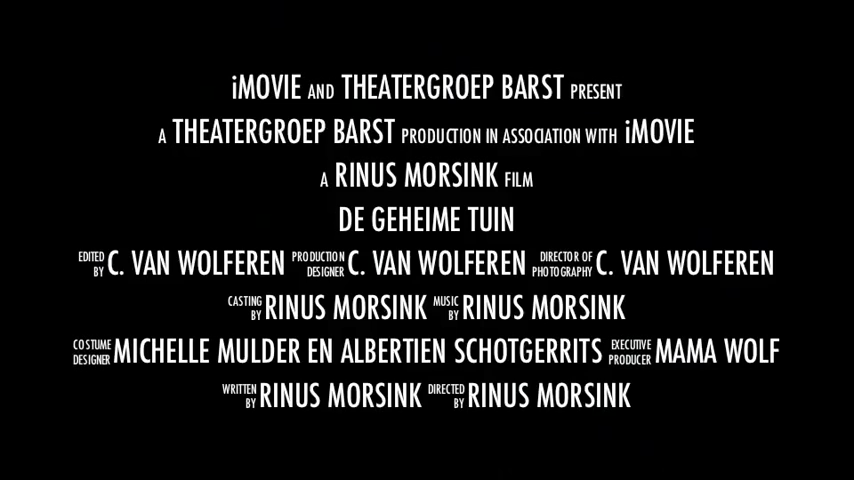 iMOVIE AND THEATERGROEP BARST PRESENT
A THEATERGROEP BARST PRODUCTION IN ASSOCIATION WITH iMOVIE
A RINUS MORSINK FILM
DE GEHEIME TUIN
EDITED BY C. VAN WOLFEREN PRODUCTION DESIGNER C. VAN WOLFEREN DIRECTOR OF PHOTOGRAPHY C. VAN WOLFEREN
CASTING BY RINUS MORSINK MUSIC BY RINUS MORSINK
COSTUME DESIGNER MICHELLE MULDER EN ALBERTIEN SCHOTGERRITS EXECUTIVE PRODUCER MAMA WOLF
WRITTEN BY RINUS MORSINK DIRECTED BY RINUS MORSINK